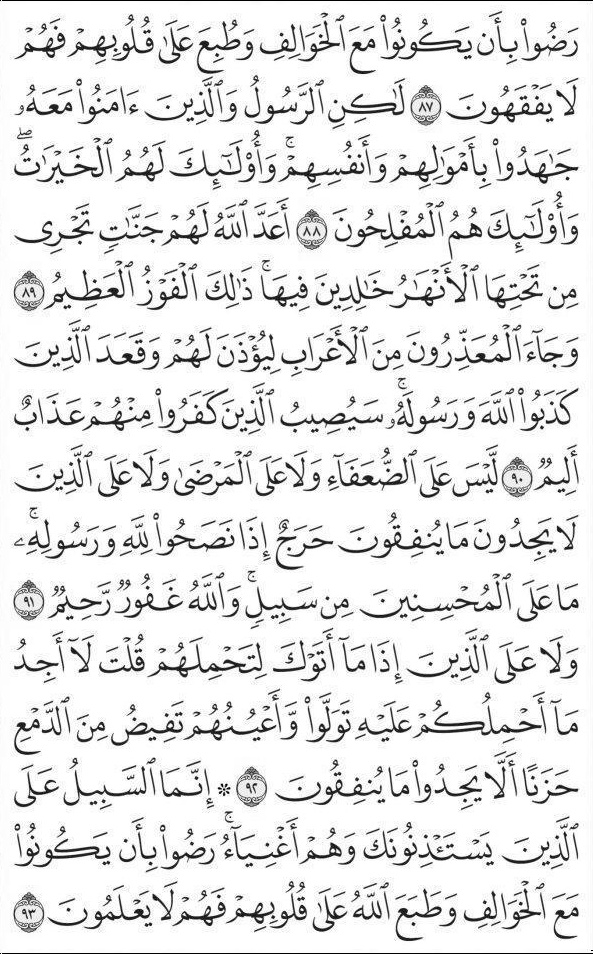 رَضُواْ بِأَن يَكُونُواْ مَعَ ٱلۡخَوَالِفِ وَطُبِعَ عَلَىٰ قُلُوبِهِمۡ فَهُمۡ
لَا يَفۡقَهُونَ ٨٧ لَٰكِنِ ٱلرَّسُولُ وَٱلَّذِينَ ءَامَنُواْ مَعَهُۥ
جَٰهَدُواْ بِأَمۡوَٰلِهِمۡ وَأَنفُسِهِمۡۚ وَأُوْلَٰٓئِكَ لَهُمُ ٱلۡخَيۡرَٰتُۖ
وَأُوْلَٰٓئِكَ هُمُ ٱلۡمُفۡلِحُونَ ٨٨ أَعَدَّ ٱللَّهُ لَهُمۡ جَنَّٰتٖ تَجۡرِي
مِن تَحۡتِهَا ٱلۡأَنۡهَٰرُ خَٰلِدِينَ فِيهَاۚ ذَٰلِكَ ٱلۡفَوۡزُ ٱلۡعَظِيمُ ٨٩
وَجَآءَ ٱلۡمُعَذِّرُونَ مِنَ ٱلۡأَعۡرَابِ لِيُؤۡذَنَ لَهُمۡ وَقَعَدَ ٱلَّذِينَ
كَذَبُواْ ٱللَّهَ وَرَسُولَهُۥۚ سَيُصِيبُ ٱلَّذِينَ كَفَرُواْ مِنۡهُمۡ عَذَابٌ
أَلِيمٞ ٩٠ لَّيۡسَ عَلَى ٱلضُّعَفَآءِ وَلَا عَلَى ٱلۡمَرۡضَىٰ وَلَا عَلَى ٱلَّذِينَ
لَا يَجِدُونَ مَا يُنفِقُونَ حَرَجٌ إِذَا نَصَحُواْ لِلَّهِ وَرَسُولِهِۦۚ
مَا عَلَى ٱلۡمُحۡسِنِينَ مِن سَبِيلٖۚ وَٱللَّهُ غَفُورٞ رَّحِيمٞ ٩١
وَلَا عَلَى ٱلَّذِينَ إِذَا مَآ أَتَوۡكَ لِتَحۡمِلَهُمۡ قُلۡتَ لَآ أَجِدُ
مَآ أَحۡمِلُكُمۡ عَلَيۡهِ تَوَلَّواْ وَّأَعۡيُنُهُمۡ تَفِيضُ مِنَ ٱلدَّمۡعِ
حَزَنًا أَلَّا يَجِدُواْ مَا يُنفِقُونَ ٩٢ ۞ إِنَّمَا ٱلسَّبِيلُ عَلَى
ٱلَّذِينَ يَسۡتَـٔۡذِنُونَكَ وَهُمۡ أَغۡنِيَآءُۚ رَضُواْ بِأَن يَكُونُواْ
مَعَ ٱلۡخَوَالِفِ وَطَبَعَ ٱللَّهُ عَلَىٰ قُلُوبِهِمۡ فَهُمۡ لَا يَعۡلَمُونَ ٩٣